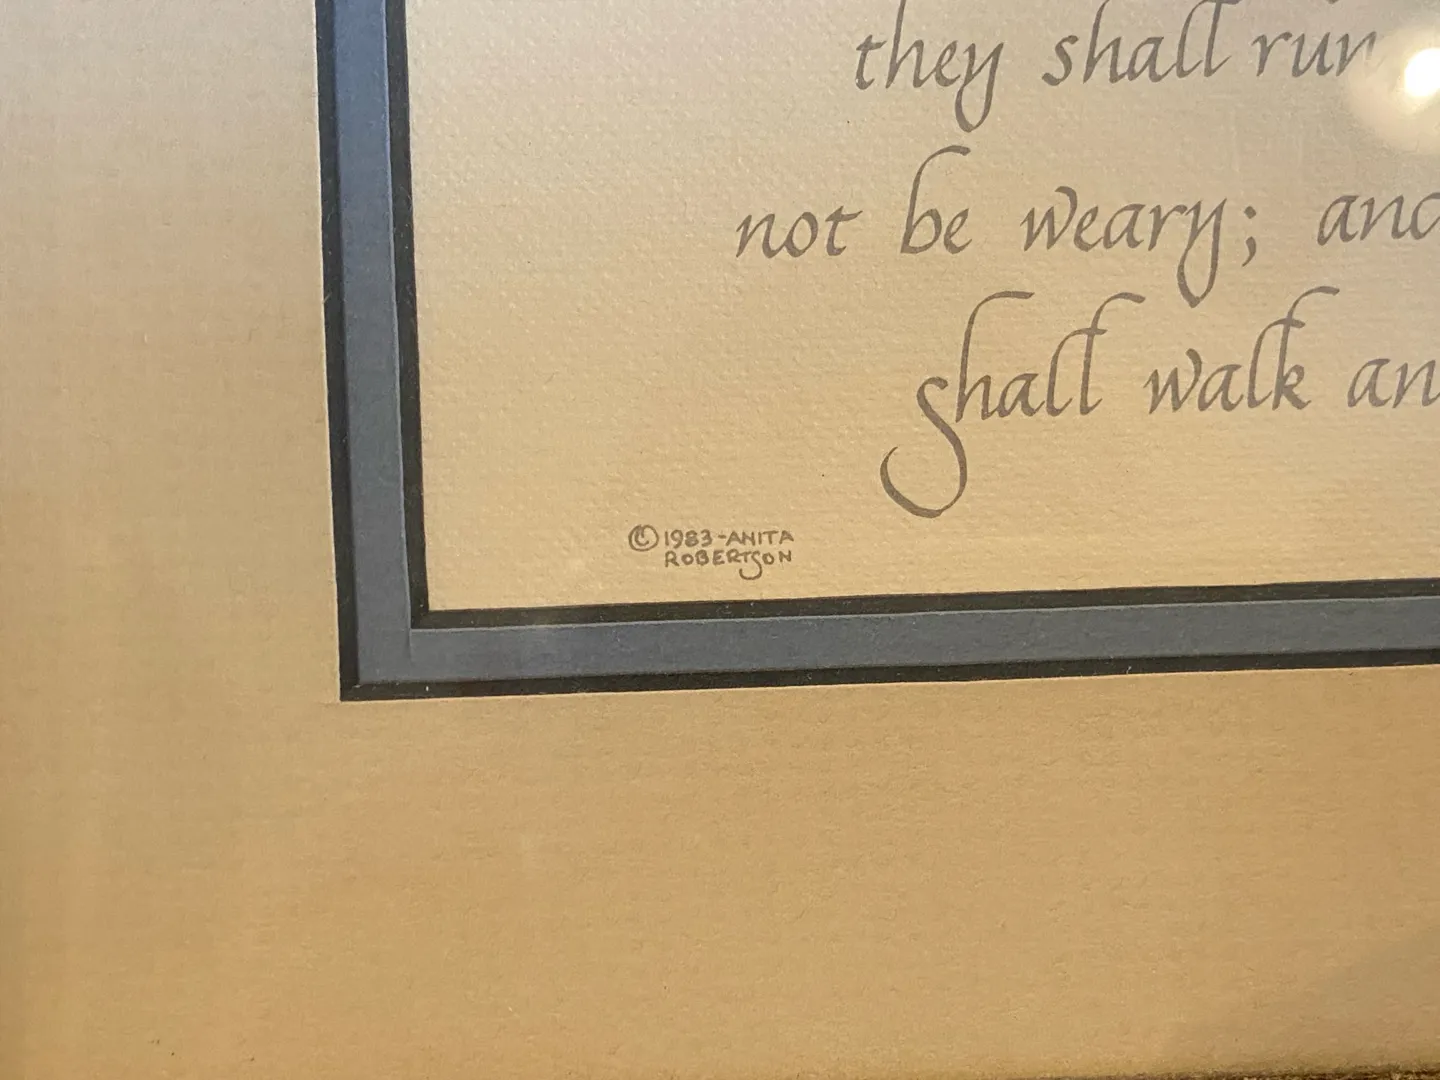 they shall run
not be weary; and
shall walk an
© 1983-ANITA
ROBERTSON